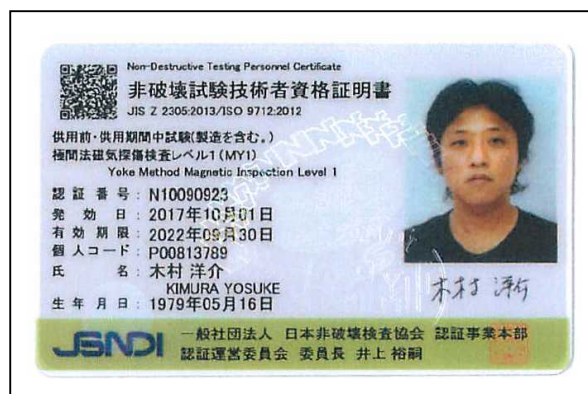 Non-Destructive Testing Personnel Certificate
非破壊試験技術者資格証明書
JIS Z 2305:2013/ISO 9712:2012
供用前・供用期間中試験(製造を含む。)
極間法磁気探傷検査レベル1(MY1)
Yoke Method Magnetic Inspection Level 1
認証番号:N10090923
発効日:2017年10月01日
有効期限:2022年09月30日
個人コード:P00813789
氏名:木村 洋介
KIMURA YOSUKE
生年月日:1979年05月16日
木村 洋介
JSNDI
一般社団法人 日本非破壊検査協会 認証事業本部
認証運営委員会 委員長 井上 裕嗣